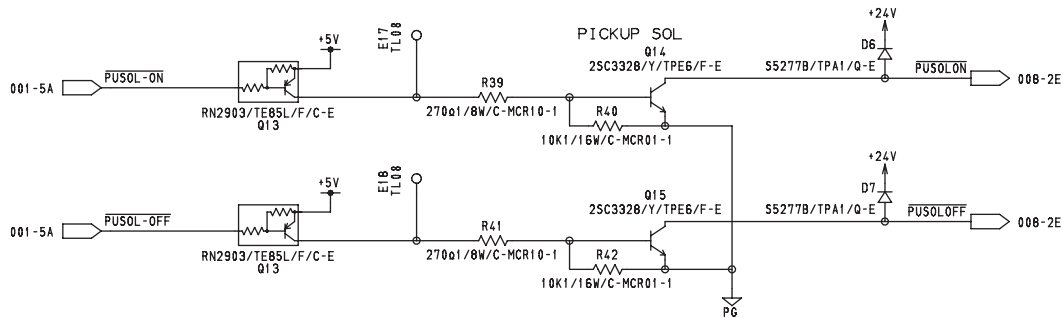 +24V
PICKUP SOL
+5V
E17
TL08
Q14
2SC3328/Y/TPE6/F-E
D6
S5277B/TPA1/Q-E
PUSOLON
008-2E
001-5A
PUSOL-ON
R39
270Ω1/8W/C-MCR10-1
R40
10K1/16W/C-MCR01-1
RN2903/TE85L/F/C-E
Q13
+24V
+5V
E18
TL08
Q15
2SC3328/Y/TPE6/F-E
D7
S5277B/TPA1/Q-E
PUSOLOFF
008-2E
001-5A
PUSOL-OFF
R41
270Ω1/8W/C-MCR10-1
R42
10K1/16W/C-MCR01-1
RN2903/TE85L/F/C-E
Q13
PG